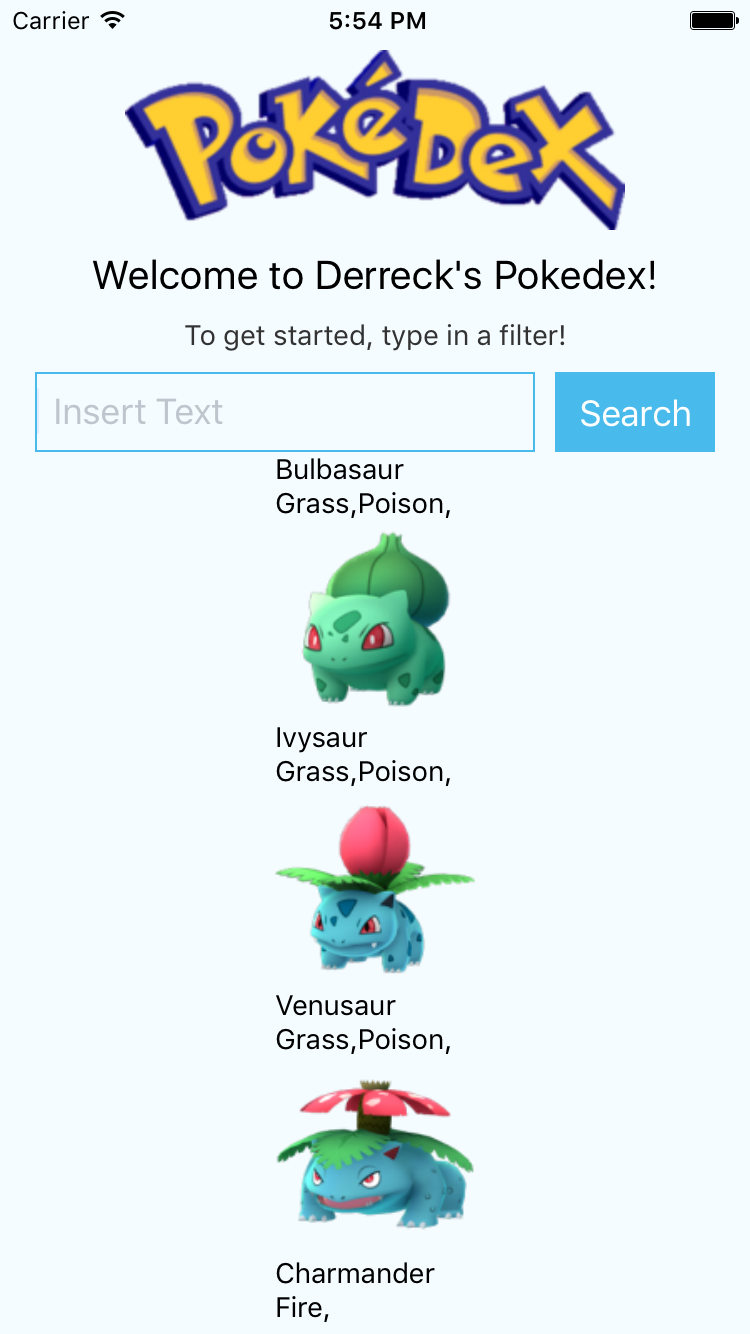 Carrier 5:54 PM
PokéDex
Welcome to Derreck's Pokedex!
To get started, type in a filter!
Insert Text Search
Bulbasaur
Grass,Poison,
Ivysaur
Grass,Poison,
Venusaur
Grass,Poison,
Charmander
Fire,